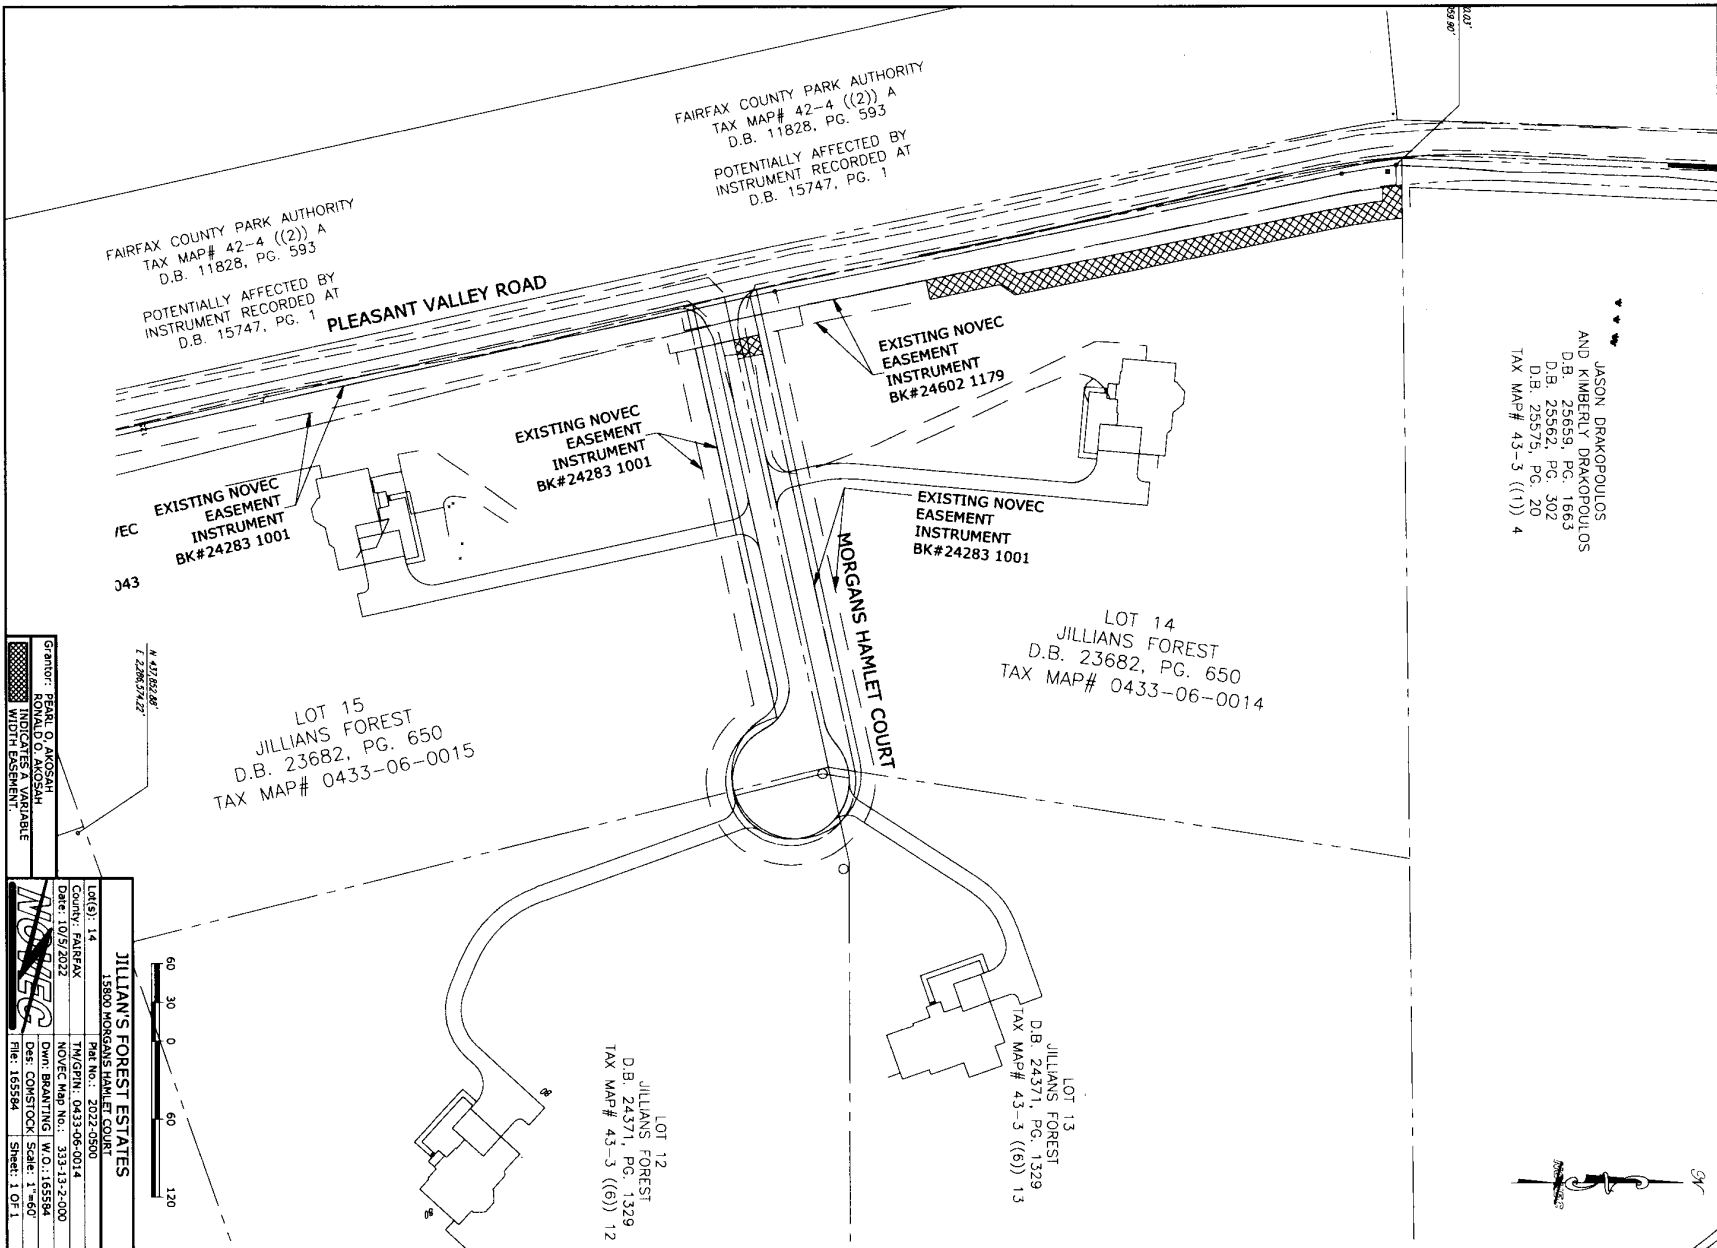 FAIRFAX COUNTY PARK AUTHORITY
TAX MAP# 42-4 ((2)) A
D.B. 11828, PG. 593
POTENTIALLY AFFECTED BY
INSTRUMENT RECORDED AT
D.B. 15747, PG. 1
FAIRFAX COUNTY PARK AUTHORITY
TAX MAP# 42-4 ((2)) A
D.B. 11828, PG. 593
POTENTIALLY AFFECTED BY
INSTRUMENT RECORDED AT
D.B. 15747, PG. 1
PLEASANT VALLEY ROAD
EXISTING NOVEC
EASEMENT
INSTRUMENT
BK#24602 1179
EXISTING NOVEC
EASEMENT
INSTRUMENT
BK#24283 1001
EXISTING NOVEC
EASEMENT
INSTRUMENT
BK#24283 1001
EXISTING NOVEC
EASEMENT
INSTRUMENT
BK#24283 1001
VEC
043
MORGANS HAMLET COURT
JASON DRAKOPOULOS
AND KIMBERLY DRAKOPOULOS
D.B. 25659, PG. 1663
D.B. 25562, PG. 302
D.B. 25575, PG. 20
TAX MAP# 43-3 ((1)) 4
LOT 14
JILLIANS FOREST
D.B. 23682, PG. 650
TAX MAP# 0433-06-0014
LOT 15
JILLIANS FOREST
D.B. 23682, PG. 650
TAX MAP# 0433-06-0015
LOT 13
JILLIANS FOREST
D.B. 24371, PG. 1329
TAX MAP# 43-3 ((6)) 13
LOT 12
JILLIANS FOREST
D.B. 24371, PG. 1329
TAX MAP# 43-3 ((6)) 12
N 437,852.88'
E 2,286,574.22'
Grantor: PEARL O. AKOSAH
RONALD O. AKOSAH
INDICATES A VARIABLE
WIDTH EASEMENT.
60 30 0 60 120
JILLIAN'S FOREST ESTATES
15800 MORGANS HAMLET COURT
Lot(s): 14 Plat No.: 2022-0500
County: FAIRFAX TM/GPIN: 0433-06-0014
Date: 10/5/2022 NOVEC Map No.: 333-13-2-000
NOVEC
Dwn: BRANTING W.O.: 165584
Des: COMSTOCK Scale: 1"=60'
File: 165584 Sheet: 1 OF 1